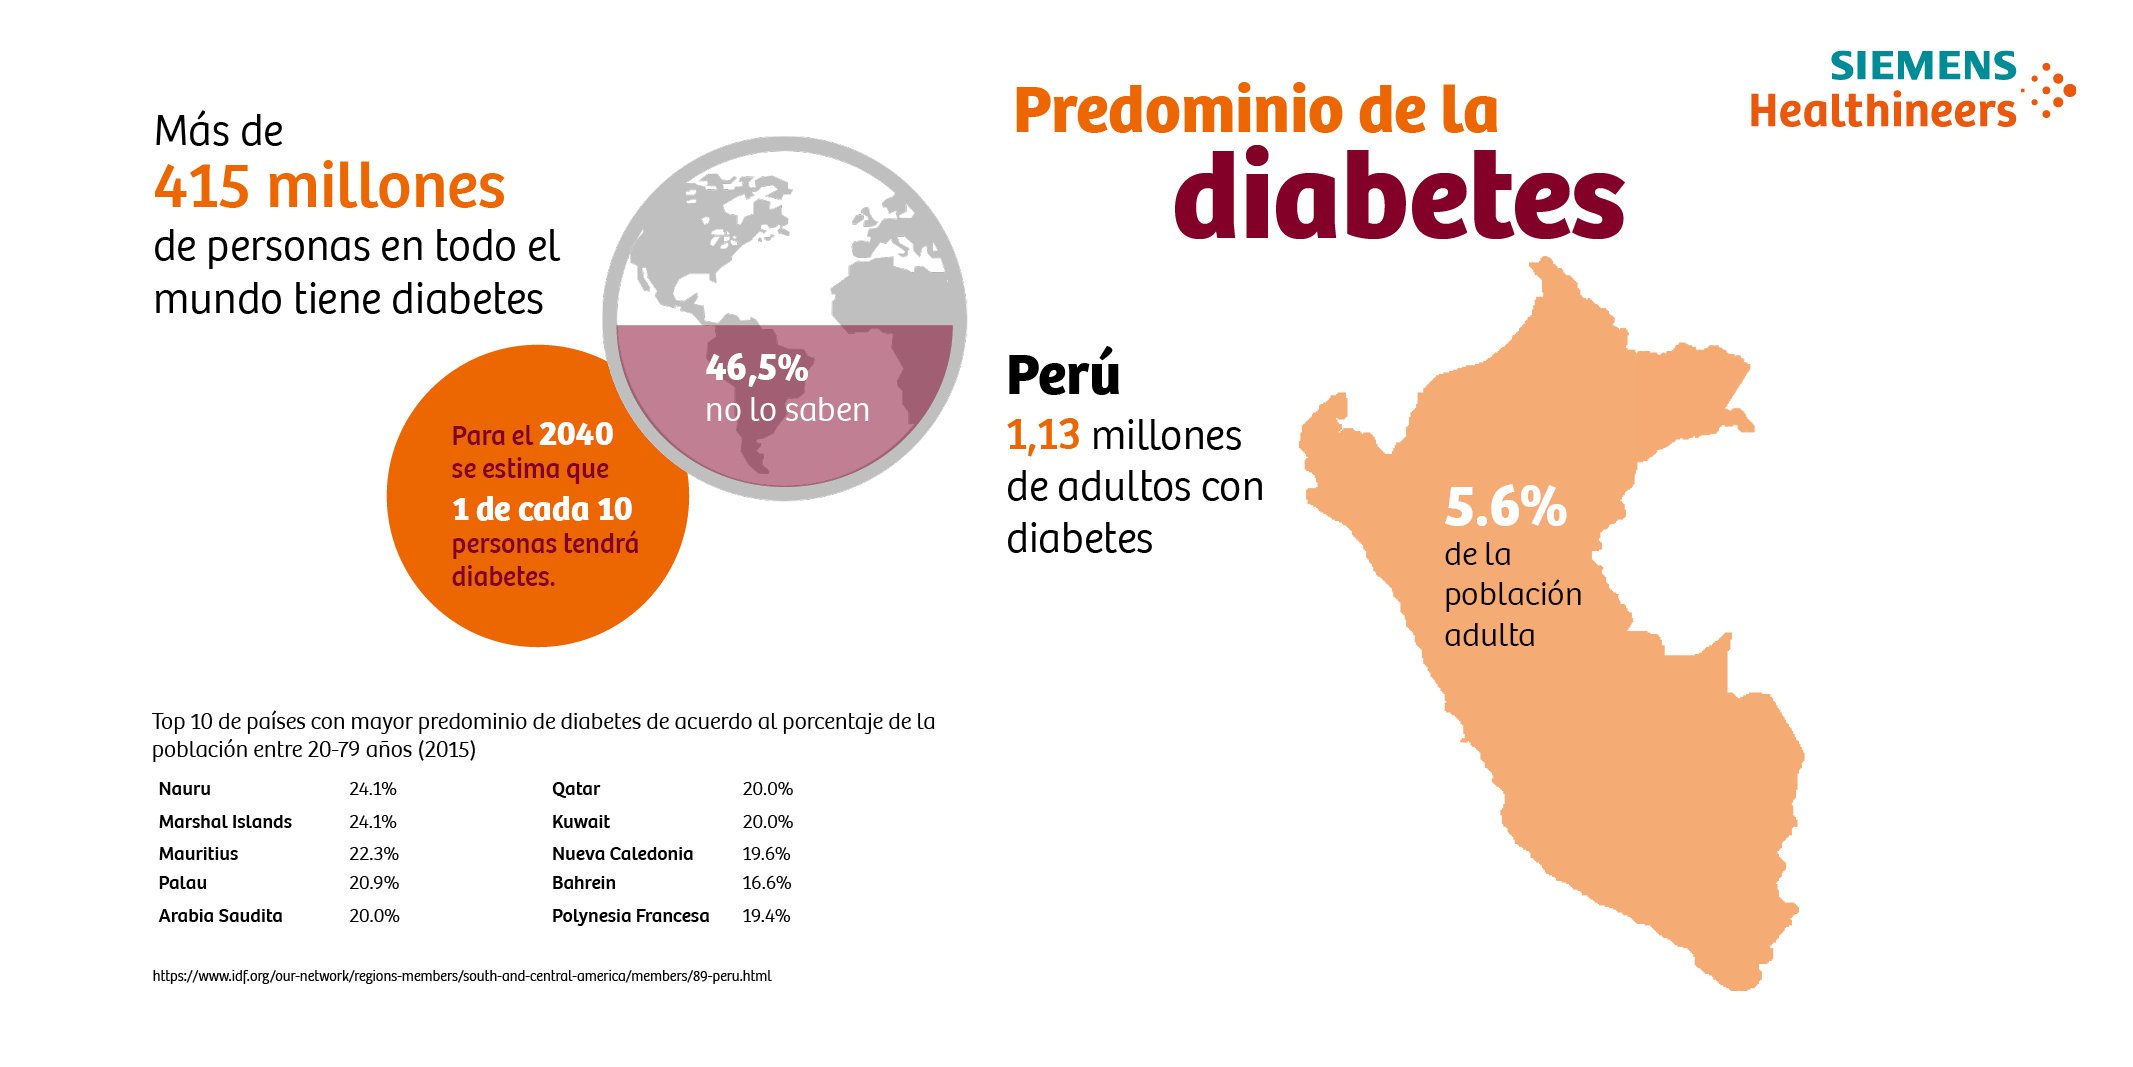 Más de
415 millones
de personas en todo el
mundo tiene diabetes
46,5%
no lo saben
Para el 2040
se estima que
1 de cada 10
personas tendrá
diabetes.
Predominio de la
diabetes
SIEMENS
Healthineers
Perú
1,13 millones
de adultos con
diabetes
5.6%
de la
población
adulta
Top 10 de países con mayor predominio de diabetes de acuerdo al porcentaje de la
población entre 20-79 años (2015)
Nauru 24.1% Qatar 20.0%
Marshal Islands 24.1% Kuwait 20.0%
Mauritius 22.3% Nueva Caledonia 19.6%
Palau 20.9% Bahrein 16.6%
Arabia Saudita 20.0% Polynesia Francesa 19.4%
https://www.idf.org/our-network/regions-members/south-and-central-america/members/89-peru.html